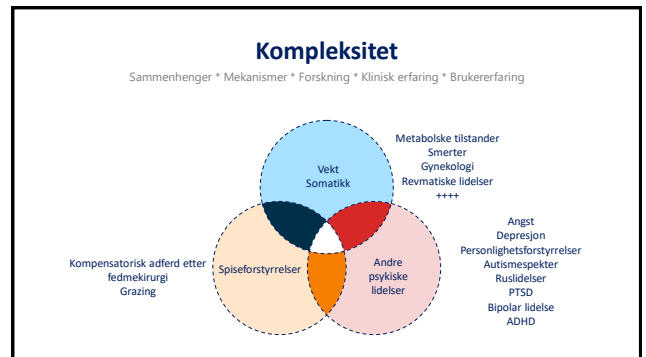 Kompleksitet
Sammenhenger * Mekanismer * Forskning * Klinisk erfaring * Brukererfaring
Vekt
Somatikk
Metabolske tilstander
Smerter
Gynekologi
Revmatiske lidelser
++++
Kompensatorisk adferd etter
fedmekirurgi
Grazing
Spiseforstyrrelser
Andre
psykiske
lidelser
Angst
Depresjon
Personlighetsforstyrrelser
Autismespekter
Ruslidelser
PTSD
Bipolar lidelse
ADHD